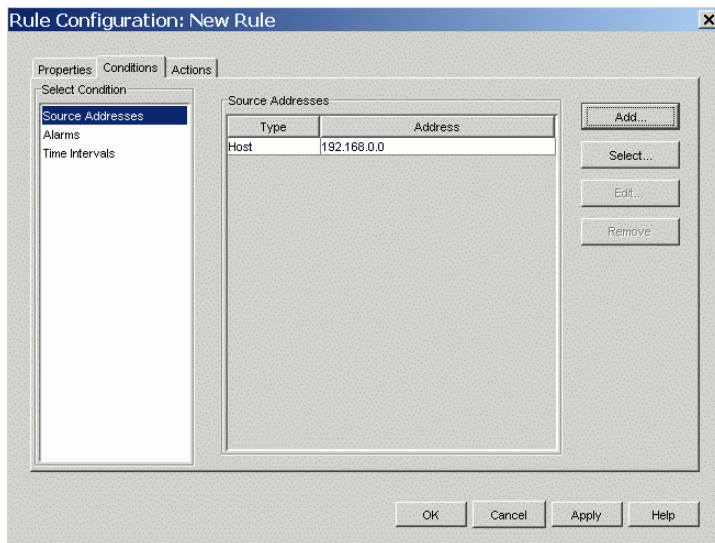 Rule Configuration: New Rule
Properties Conditions Actions
Select Condition
Source Addresses
Alarms
Time Intervals
Source Addresses
Type Address
Host 192.168.0.0
Add...
Select...
Edit...
Remove
OK Cancel Apply Help